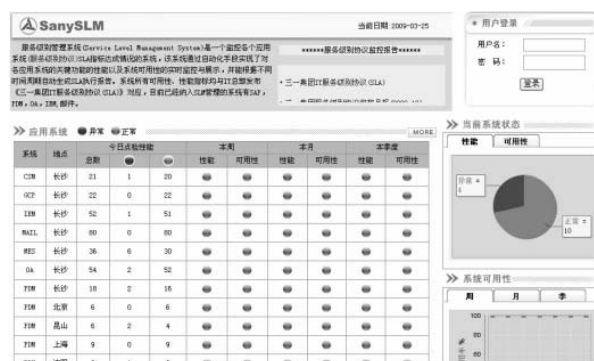 SanySLM
当前日期:2009-03-25
服务级别管理系统(Service Level Management System)是一个监控各个应用
系统(服务级别协议)SLA指标达成情况的系统。该系统通过自动化手段实现了对
各应用系统的关键功能的性能以及系统可用性的实时监控与展示,并能根据不同
时间周期自动生成SLA执行报告。系统所有可用性、性能指标均与IT总部发布
《三一集团IT服务级别协议(SLA)》对应,目前已经纳入SLM管理的系统有SAP,
PDM,OA,IEM,邮件。
******服务级别协议监控报告******
·三一集团IT服务级别协议(SLA)
用户登录
用户名:
密 码:
登录
应用系统 异常 正常 MORE
系统 地点 今日点检性能 本周 本月 本季度
总数 性能 可用性 性能 可用性 性能 可用性
CRM 长沙 21 1 20
GCP 长沙 22 0 22
IEM 长沙 52 1 51
MAIL 长沙 80 0 80
MES 长沙 36 6 30
OA 长沙 54 2 52
PDM 长沙 18 2 16
PDM 北京 6 0 6
PDM 昆山 6 2 4
PDM 上海 9 0 9
当前系统状态
性能 可用性
异常 =
正常 =
10
系统可用性
周 月 季
100
80
60